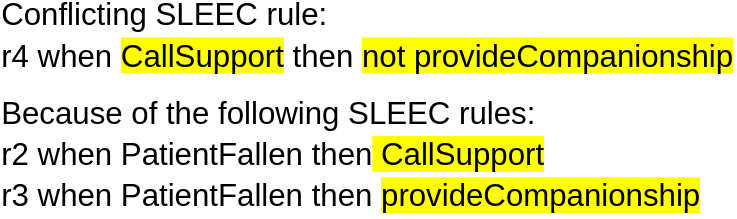 Conflicting SLEEC rule:
r4 when CallSupport then not provideCompanionship
Because of the following SLEEC rules:
r2 when PatientFallen then CallSupport
r3 when PatientFallen then provideCompanionship